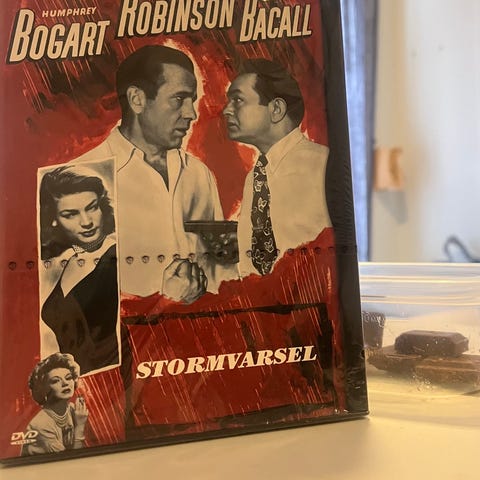 HUMPHREY
BOGART
ROBINSON
BACALL
STORMVARSEL
DVD